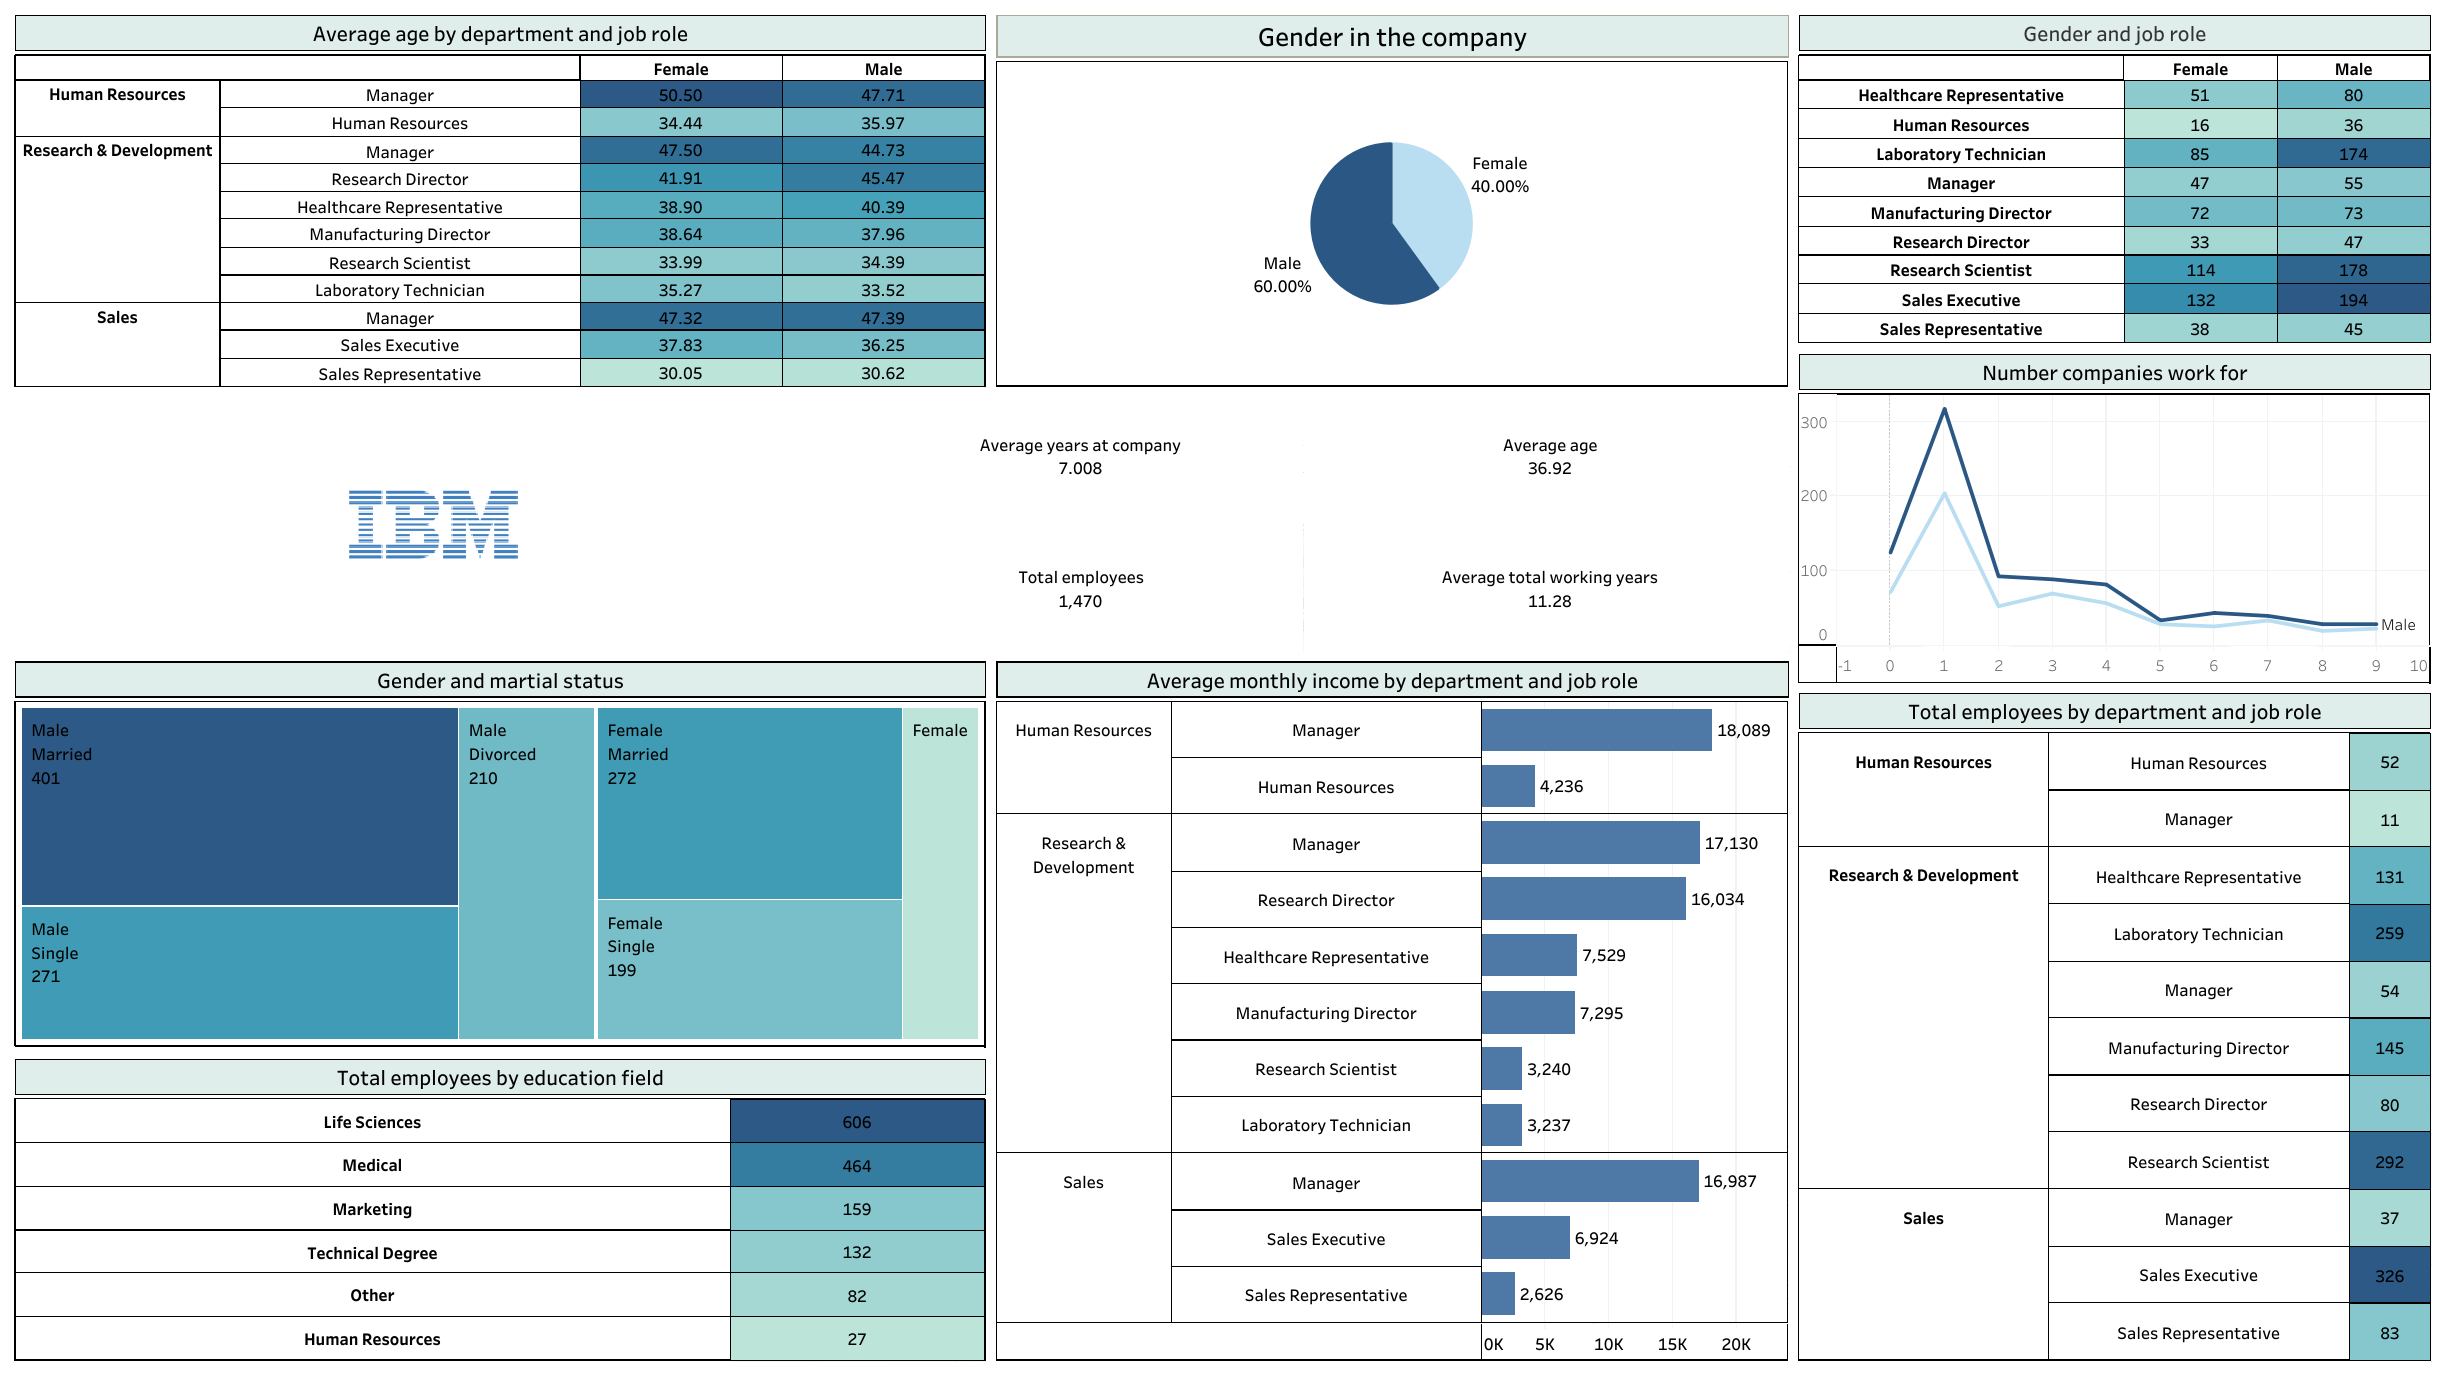 Average age by department and job role
Female Male
Human Resources Manager 50.50 47.71
Human Resources 34.44 35.97
Research & Development Manager 47.50 44.73
Research Director 41.91 45.47
Healthcare Representative 38.90 40.39
Manufacturing Director 38.64 37.96
Research Scientist 33.99 34.39
Laboratory Technician 35.27 33.52
Sales Manager 47.32 47.39
Sales Executive 37.83 36.25
Sales Representative 30.05 30.62
Gender in the company
Female
40.00%
Male
60.00%
Gender and job role
Female Male
Healthcare Representative 51 80
Human Resources 16 36
Laboratory Technician 85 174
Manager 47 55
Manufacturing Director 72 73
Research Director 33 47
Research Scientist 114 178
Sales Executive 132 194
Sales Representative 38 45
IBM
Average years at company
7.008
Average age
36.92
Total employees
1,470
Average total working years
11.28
Number companies work for
300
200
100
0
Male
-1 0 1 2 3 4 5 6 7 8 9 10
Gender and martial status
Male
Married
401
Male
Single
271
Male
Divorced
210
Female
Married
272
Female
Single
199
Female
Total employees by education field
Life Sciences 606
Medical 464
Marketing 159
Technical Degree 132
Other 82
Human Resources 27
Average monthly income by department and job role
Human Resources Manager 18,089
Human Resources 4,236
Research &
Development
Manager 17,130
Research Director 16,034
Healthcare Representative 7,529
Manufacturing Director 7,295
Research Scientist 3,240
Laboratory Technician 3,237
Sales Manager 16,987
Sales Executive 6,924
Sales Representative 2,626
0K 5K 10K 15K 20K
Total employees by department and job role
Human Resources Human Resources 52
Manager 11
Research & Development Healthcare Representative 131
Laboratory Technician 259
Manager 54
Manufacturing Director 145
Research Director 80
Research Scientist 292
Sales Manager 37
Sales Executive 326
Sales Representative 83